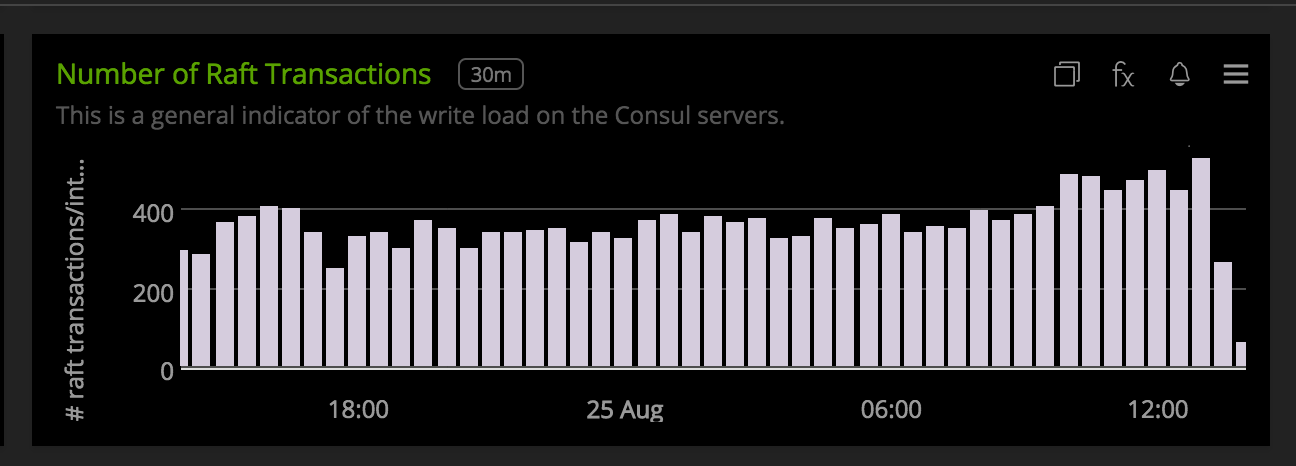 Number of Raft Transactions 30m
fx
This is a general indicator of the write load on the Consul servers.
# raft transactions/int...
400
200
0
18:00 25 Aug 06:00 12:00